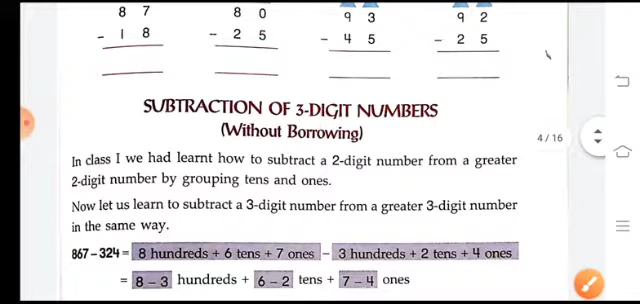 8 7   8 0   9 3   9 2
- 1 8   - 2 5   - 4 5   - 2 5
SUBTRACTION OF 3-DIGIT NUMBERS
(Without Borrowing)
4/16
In class I we had learnt how to subtract a 2-digit number from a greater
2-digit number by grouping tens and ones.
Now let us learn to subtract a 3-digit number from a greater 3-digit number
in the same way.
867 – 324 = 8 hundreds + 6 tens + 7 ones – 3 hundreds + 2 tens + 4 ones
= 8 – 3 hundreds + 6 – 2 tens + 7 – 4 ones